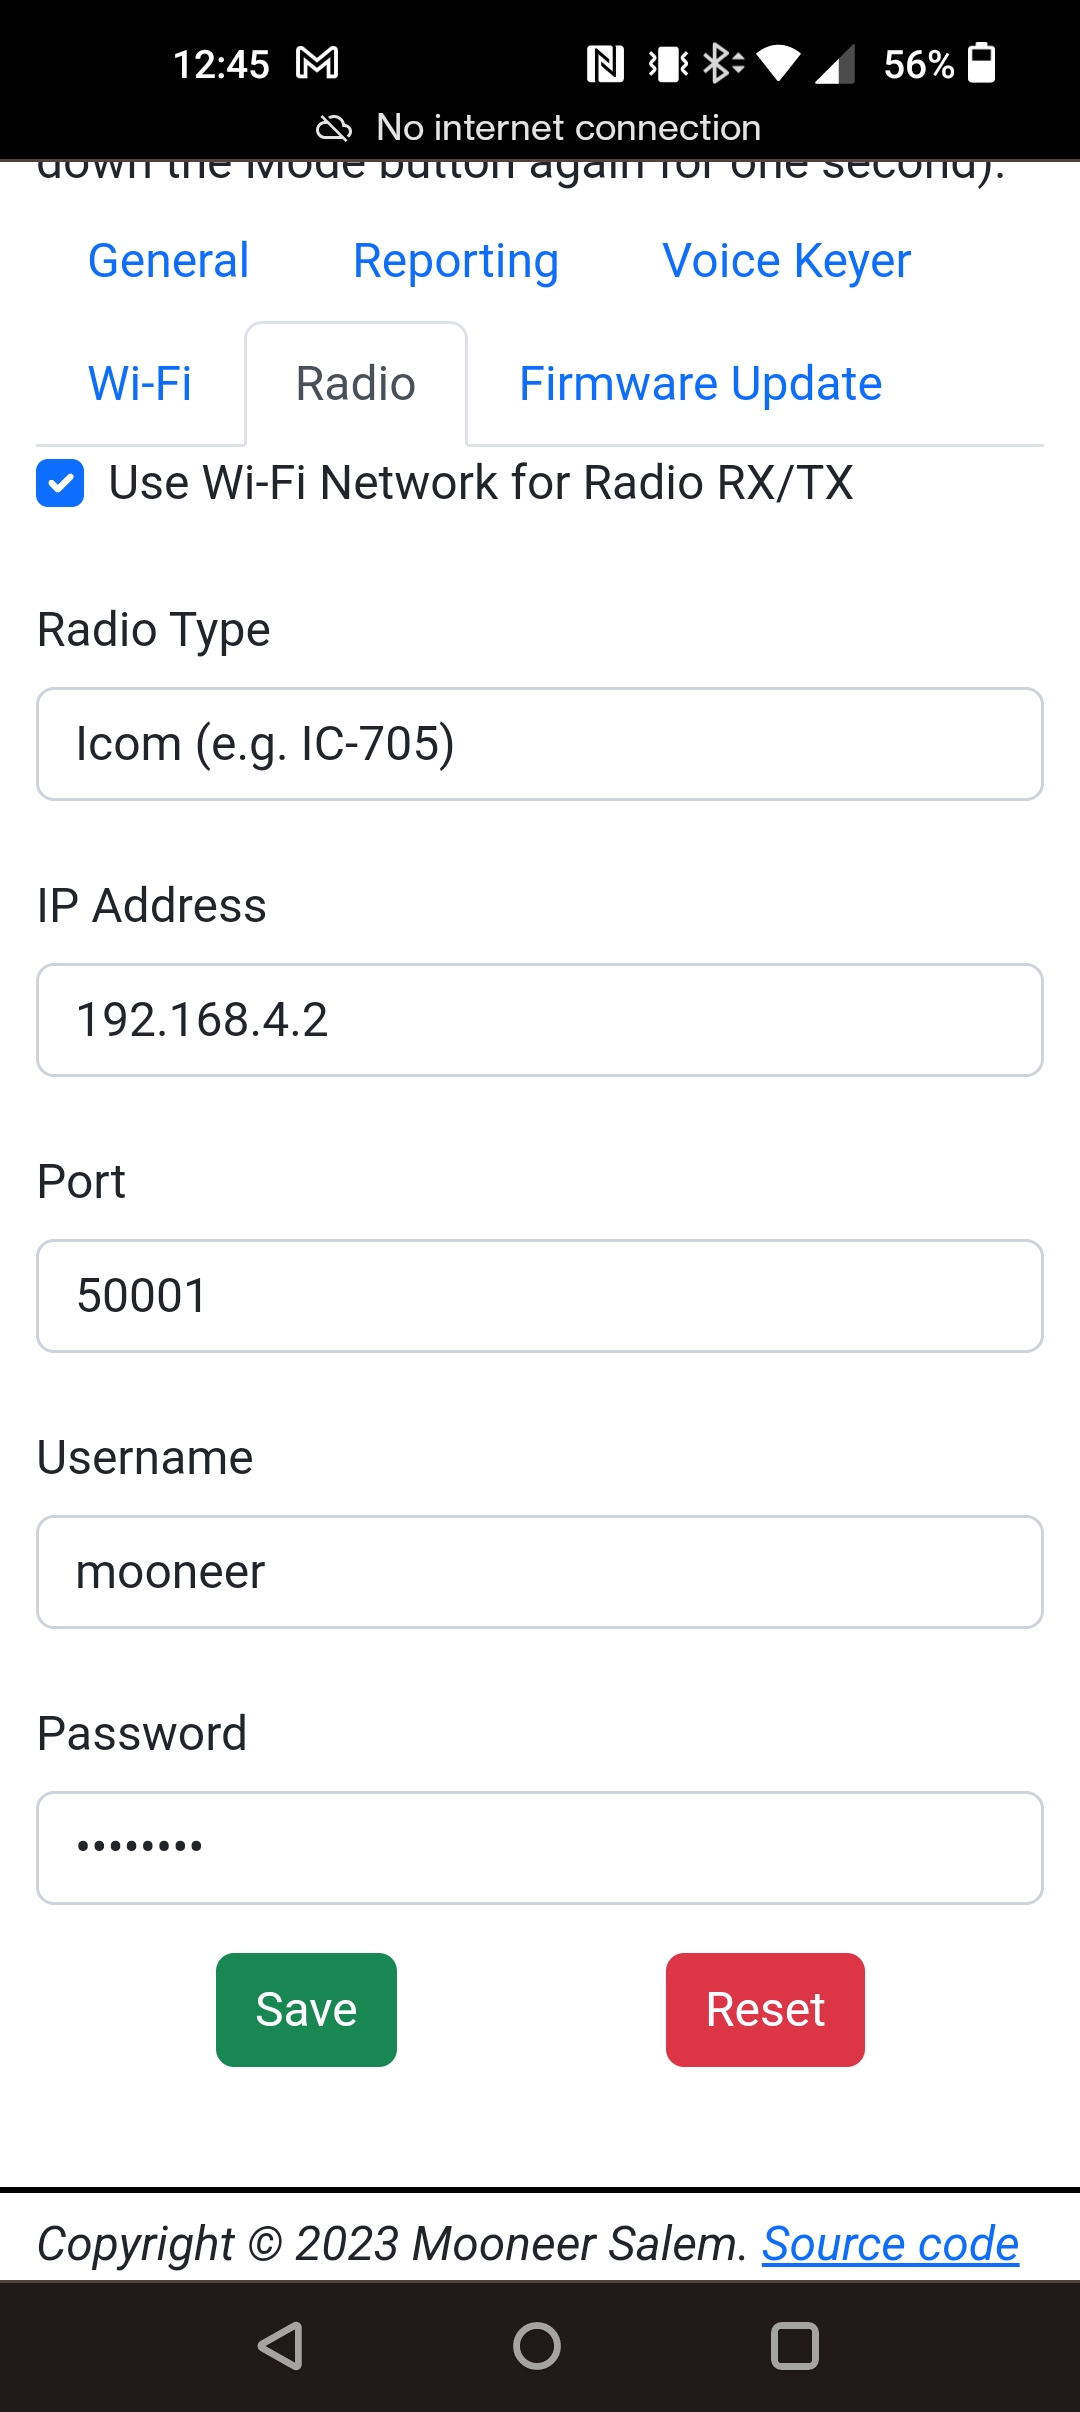 12:45 56%
No internet connection
down the Mode button again for one second).
General Reporting Voice Keyer
Wi-Fi Radio Firmware Update
Use Wi-Fi Network for Radio RX/TX
Radio Type
Icom (e.g. IC-705)
IP Address
192.168.4.2
Port
50001
Username
mooneer
Password
••••••••
Save Reset
Copyright © 2023 Mooneer Salem. Source code